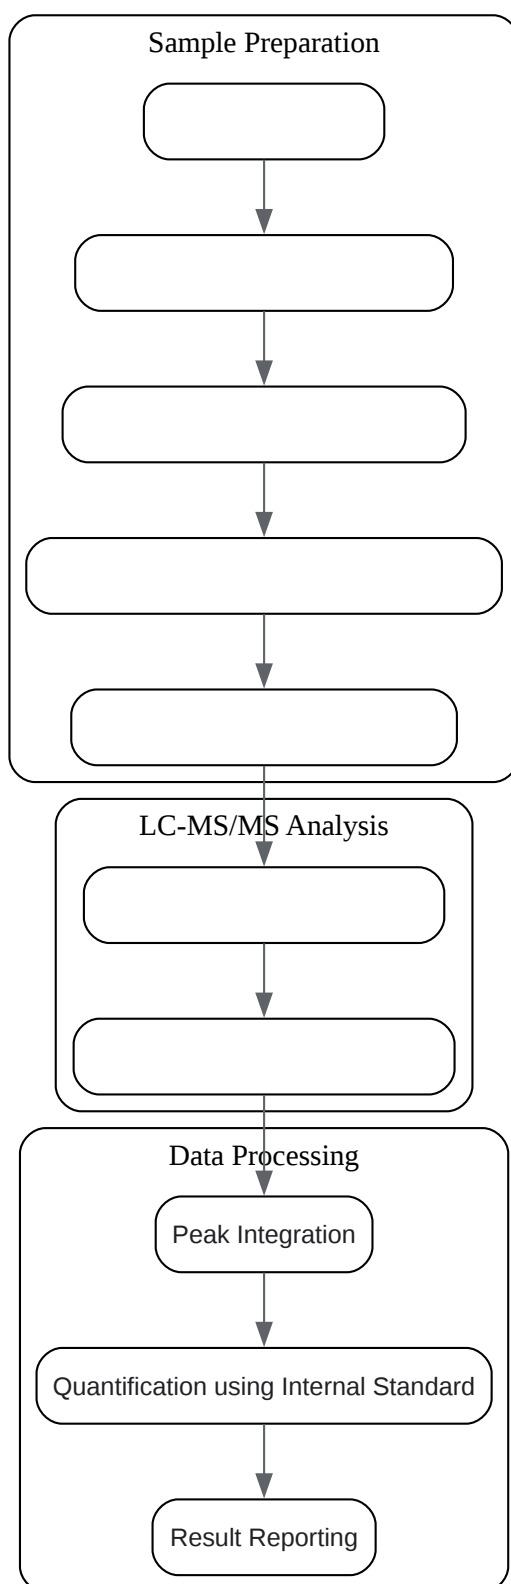 Sample Preparation
LC-MS/MS Analysis
Data Processing
Peak Integration
Quantification using Internal Standard
Result Reporting